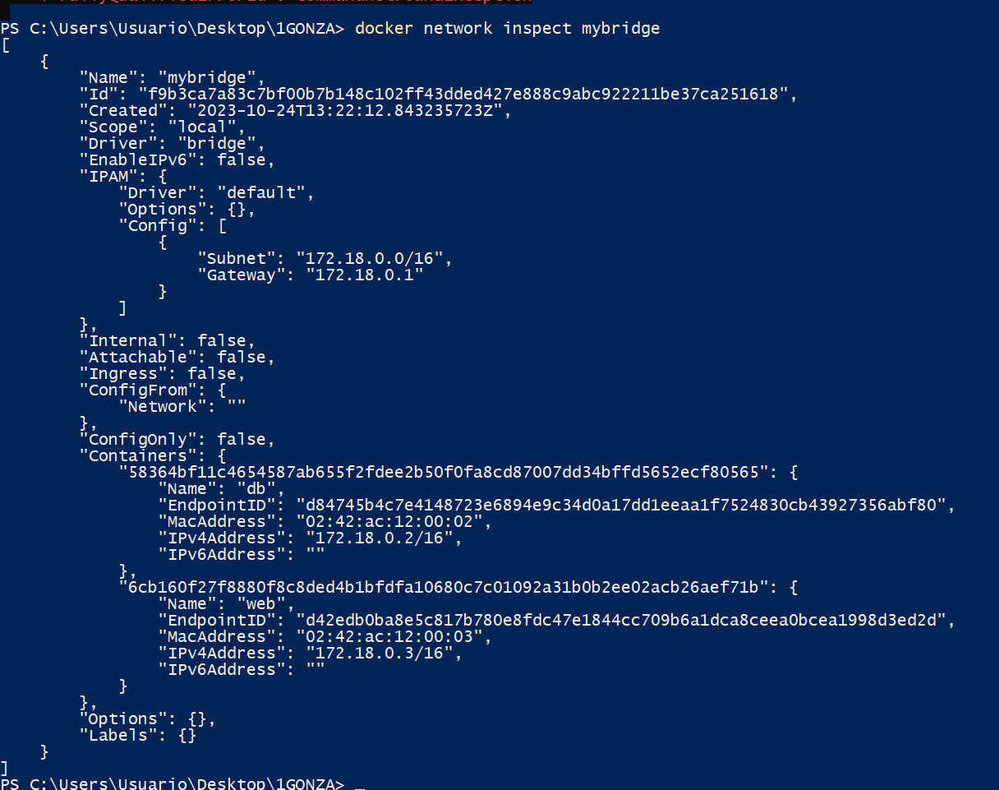 PS C:\Users\Usuario\Desktop\1GONZA> docker network inspect mybridge
[
    {
        "Name": "mybridge",
        "Id": "f9b3ca7a83c7bf00b7b148c102ff43dded427e888c9abc922211be37ca251618",
        "Created": "2023-10-24T13:22:12.843235723Z",
        "Scope": "local",
        "Driver": "bridge",
        "EnableIPv6": false,
        "IPAM": {
            "Driver": "default",
            "Options": {},
            "Config": [
                {
                    "Subnet": "172.18.0.0/16",
                    "Gateway": "172.18.0.1"
                }
            ]
        },
        "Internal": false,
        "Attachable": false,
        "Ingress": false,
        "ConfigFrom": {
            "Network": ""
        },
        "ConfigOnly": false,
        "Containers": {
            "58364bf11c4654587ab655f2fdee2b50f0fa8cd87007dd34bffd5652ecf80565": {
                "Name": "db",
                "EndpointID": "d84745b4c7e4148723e6894e9c34d0a17dd1eeaa1f7524830cb43927356abf80",
                "MacAddress": "02:42:ac:12:00:02",
                "IPv4Address": "172.18.0.2/16",
                "IPv6Address": ""
            },
            "6cb160f27f8880f8c8ded4b1bfdfa10680c7c01092a31b0b2ee02acb26aef71b": {
                "Name": "web",
                "EndpointID": "d42edb0ba8e5c817b780e8fdc47e1844cc709b6a1dca8ceea0bcea1998d3ed2d",
                "MacAddress": "02:42:ac:12:00:03",
                "IPv4Address": "172.18.0.3/16",
                "IPv6Address": ""
            }
        },
        "Options": {},
        "Labels": {}
    }
]
PS C:\Users\Usuario\Desktop\1GONZA> _